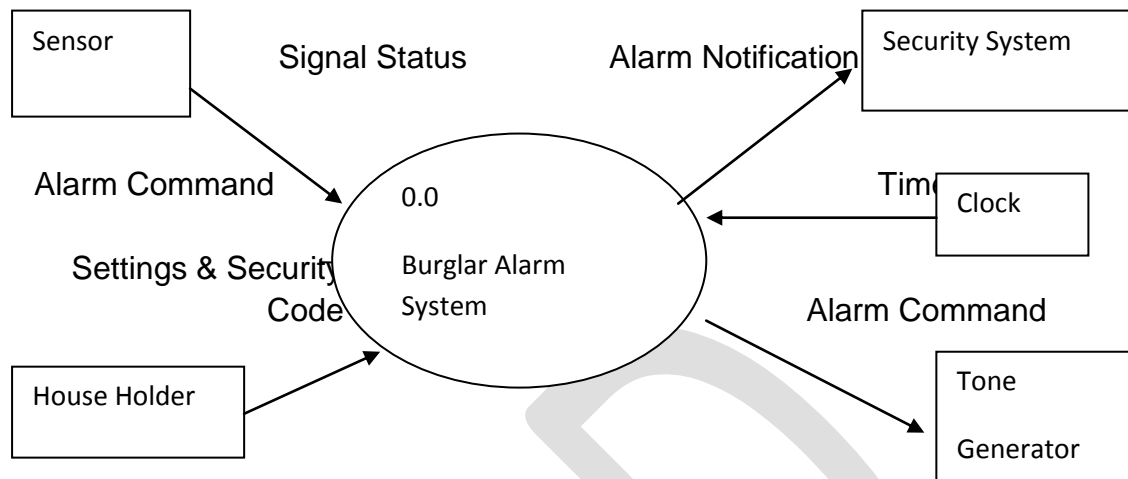 Sensor
Signal Status
Alarm Notification
Security System
Alarm Command
Time
Clock
0.0
Burglar Alarm
System
Settings & Security
Code
Alarm Command
House Holder
Tone
Generator